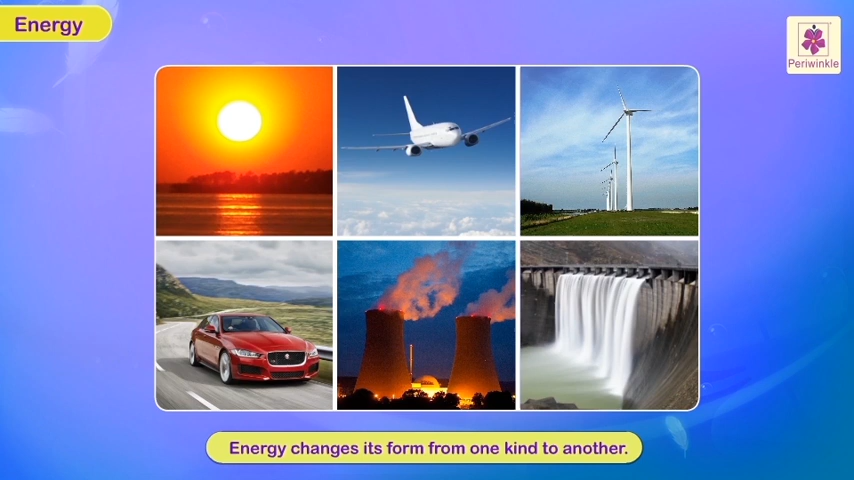 Energy
Periwinkle
Energy changes its form from one kind to another.